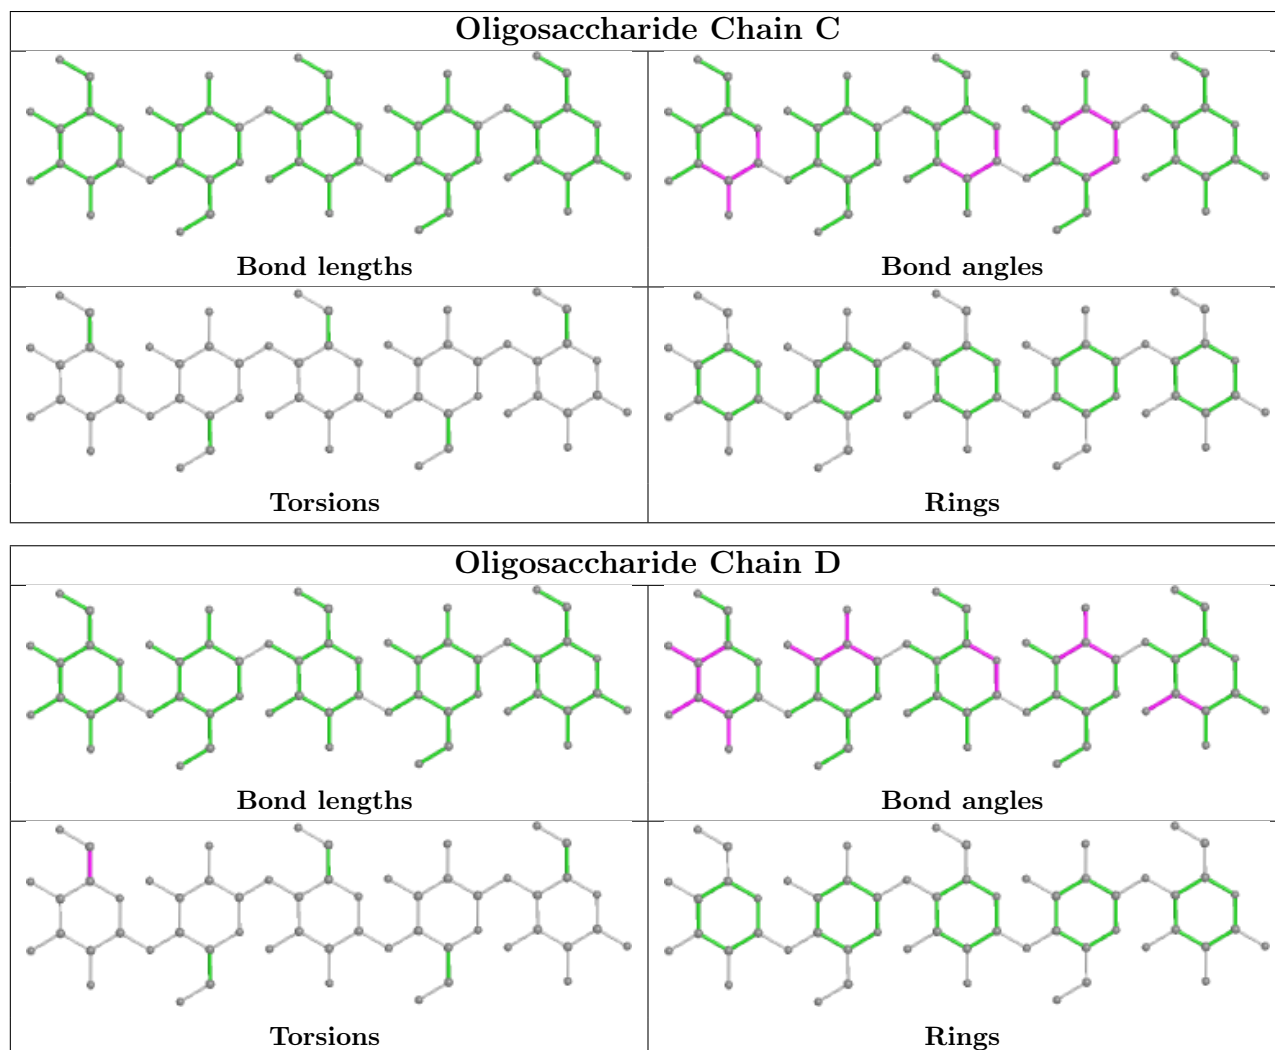 Oligosaccharide Chain C
Bond lengths
Bond angles
Torsions
Rings
Oligosaccharide Chain D
Bond lengths
Bond angles
Torsions
Rings